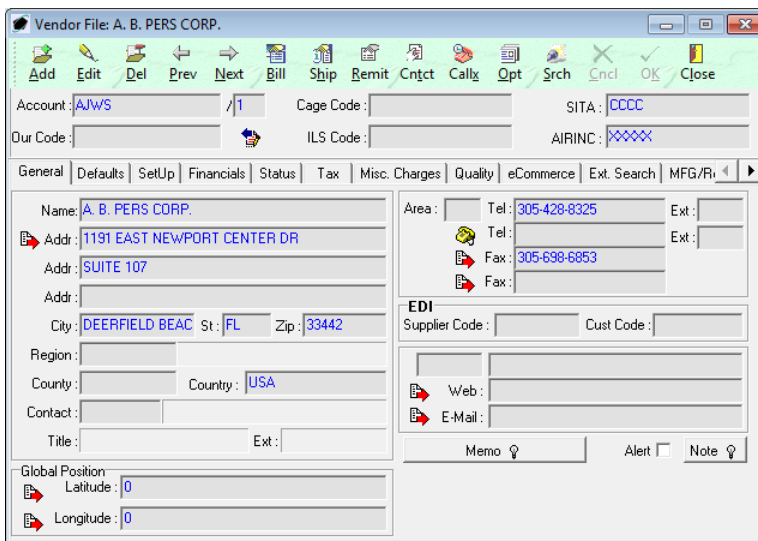 Vendor File: A. B. PERS CORP.
Add Edit Del Prev Next Bill Ship Remit Cntct Callx Opt Srch Cncl OK Close
Account : AJWS / 1 Cage Code : SITA : CCCC
Our Code : ILS Code : AIRINC : XXXXX
General Defaults SetUp Financials Status Tax Misc. Charges Quality eCommerce Ext. Search MFG/R
Name: A. B. PERS CORP.
Addr : 1191 EAST NEWPORT CENTER DR
Addr : SUITE 107
Addr :
City : DEERFIELD BEAC St : FL Zip : 33442
Region :
County : Country : USA
Contact :
Title : Ext :
Global Position
Latitude : 0
Longitude : 0
Area : Tel : 305-428-8325 Ext :
Tel : Ext :
Fax : 305-698-6853
Fax :
EDI
Supplier Code : Cust Code :
Web :
E-Mail :
Memo Alert Note